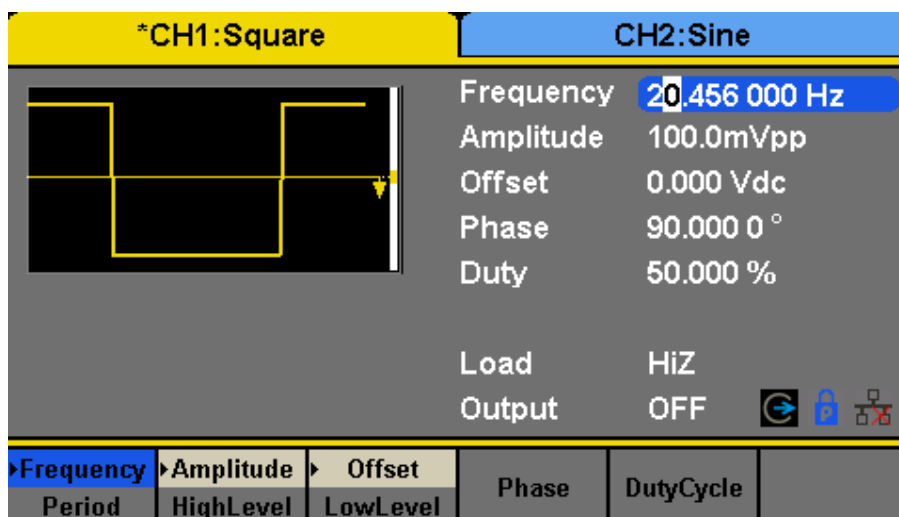 *CH1:Square
CH2:Sine
Frequency 20.456 000 Hz
Amplitude 100.0mVpp
Offset 0.000 Vdc
Phase 90.000 0 °
Duty 50.000 %
Load HiZ
Output OFF
Frequency Amplitude Offset Phase DutyCycle
Period HighLevel LowLevel